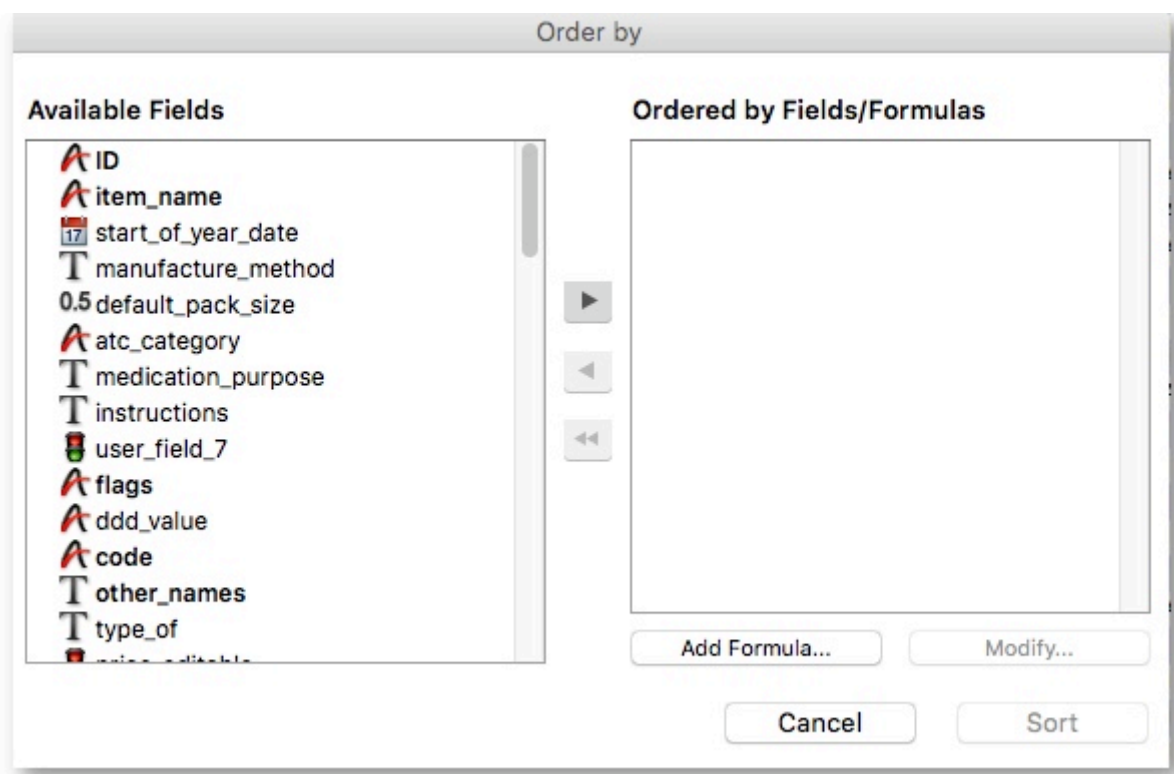 Order by
Available Fields
ID
item_name
start_of_year_date
manufacture_method
0.5 default_pack_size
atc_category
medication_purpose
instructions
user_field_7
flags
ddd_value
code
other_names
type_of
Ordered by Fields/Formulas
Add Formula...
Modify...
Cancel
Sort